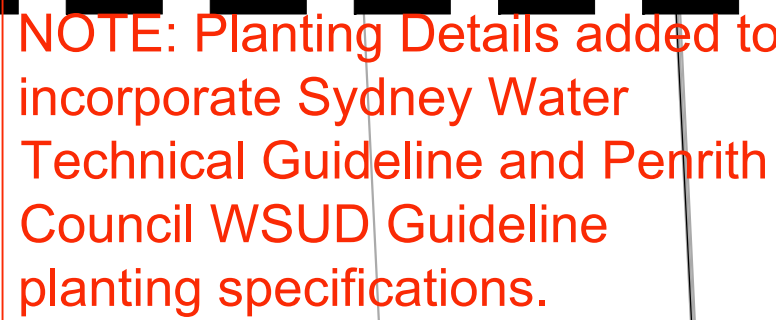 NOTE: Planting Details added to
incorporate Sydney Water
Technical Guideline and Penrith
Council WSUD Guideline
planting specifications.